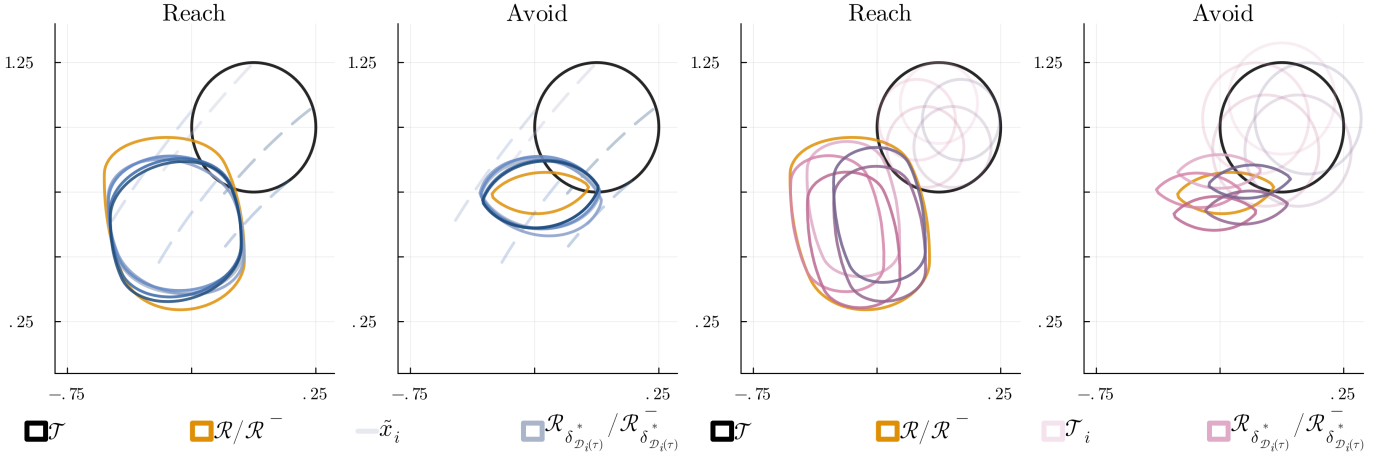 Reach Avoid Reach Avoid
1.25 1.25 1.25 1.25
.25 .25 .25 .25
−.75 .25 −.75 .25 −.75 .25 −.75 .25
𝒯 ℛ/ℛ⁻ x̃ᵢ ℛ_{δ*_{𝒟ᵢ(τ)}}/ℛ⁻_{δ*_{𝒟ᵢ(τ)}} 𝒯 ℛ/ℛ⁻ 𝒯ᵢ ℛ_{δ*_{𝒟ᵢ(τ)}}/ℛ⁻_{δ*_{𝒟ᵢ(τ)}}